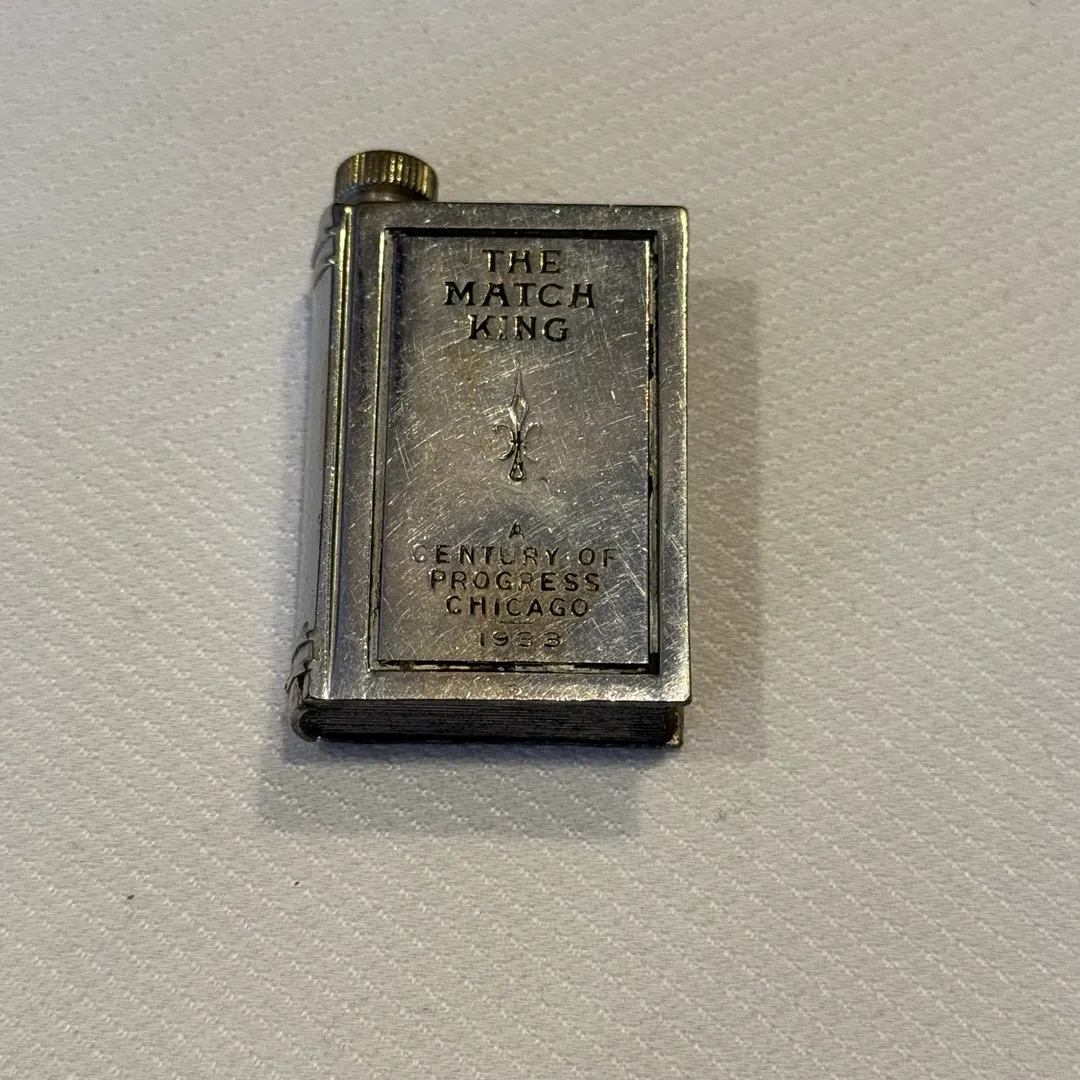 THE
MATCH
KING
A
CENTURY OF
PROGRESS
CHICAGO
1933